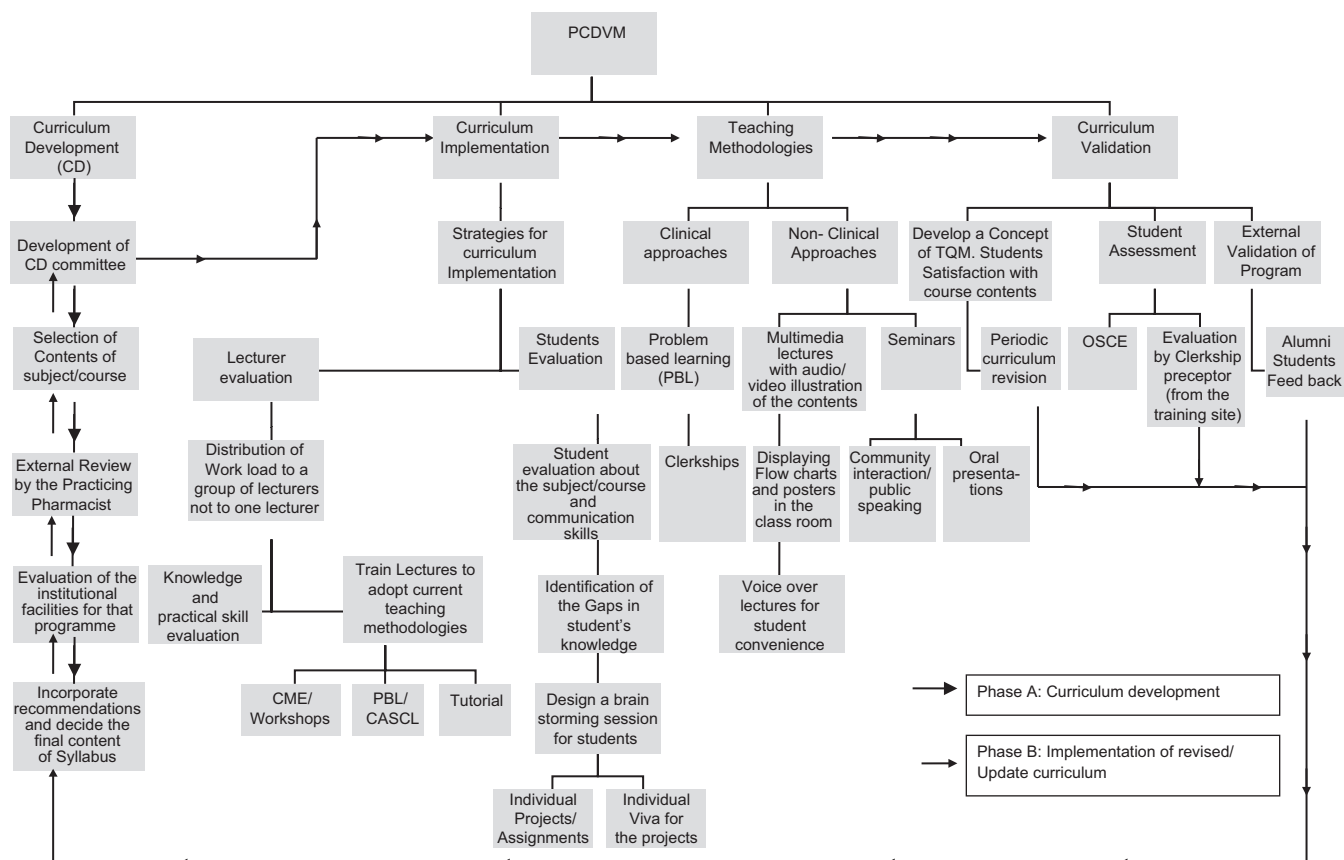 PCDVM
Curriculum
Development
(CD)
Curriculum
Implementation
Teaching
Methodologies
Curriculum
Validation
Development of
CD committee
Strategies for
curriculum
Implementation
Clinical
approaches
Non- Clinical
Approaches
Develop a Concept
of TQM. Students
Satisfaction with
course contents
Student
Assessment
External
Validation of
Program
Selection of
Contents of
subject/course
Lecturer
evaluation
Students
Evaluation
Problem
based learning
(PBL)
Multimedia
lectures
with audio/
video illustration
of the contents
Seminars
Periodic
curriculum
revision
OSCE
Evaluation
by Clerkship
preceptor
(from the
training site)
Alumni
Students
Feed back
External Review
by the Practicing
Pharmacist
Distribution of
Work load to a
group of lecturers
not to one lecturer
Student
evaluation about
the subject/course
and
communication
skills
Clerkships
Displaying
Flow charts
and posters
in the
class room
Community
interaction/
public
speaking
Oral
presenta-
tions
Evaluation of the
institutional
facilities for that
programme
Knowledge
and
practical skill
evaluation
Train Lectures to
adopt current
teaching
methodologies
Identification of
the Gaps in
student's
knowledge
Voice over
lectures for
student
convenience
Incorporate
recommendations
and decide the
final content
of Syllabus
CME/
Workshops
PBL/
CASCL
Tutorial
Design a brain
storming session
for students
Individual
Projects/
Assignments
Individual
Viva for
the projects
Phase A: Curriculum development
Phase B: Implementation of revised/
Update curriculum